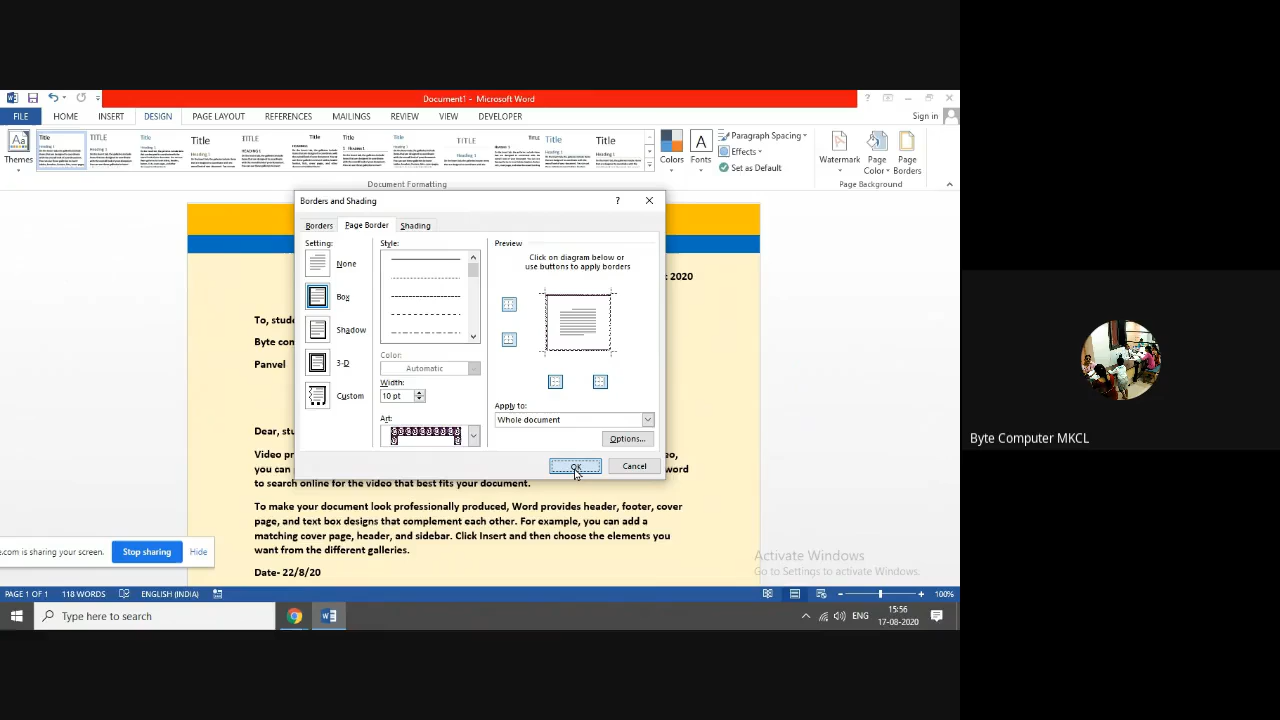 Document1 - Microsoft Word
Sign in
FILE HOME INSERT DESIGN PAGE LAYOUT REFERENCES MAILINGS REVIEW VIEW DEVELOPER
Themes
Colors
Fonts
Paragraph Spacing
Effects
Set as Default
Watermark
Page Color
Page Borders
Document Formatting
Page Background
Borders and Shading
Borders Page Border Shading
Setting:
None
Box
Shadow
3-D
Custom
Style:
Color:
Automatic
Width:
10 pt
Art:
Preview
Click on diagram below or
use buttons to apply borders
Apply to:
Whole document
Options...
OK Cancel
2020
To, stude
Byte com
Panvel
Dear, stu
Video pr
you can
word
to search online for the video that best fits your document.
To make your document look professionally produced, Word provides header, footer, cover
page, and text box designs that complement each other. For example, you can add a
matching cover page, header, and sidebar. Click Insert and then choose the elements you
want from the different galleries.
Date- 22/8/20
e.com is sharing your screen. Stop sharing Hide
Activate Windows
Go to Settings to activate Windows.
PAGE 1 OF 1 118 WORDS ENGLISH (INDIA) 100%
Type here to search
ENG
15:56
17-08-2020
Byte Computer MKCL